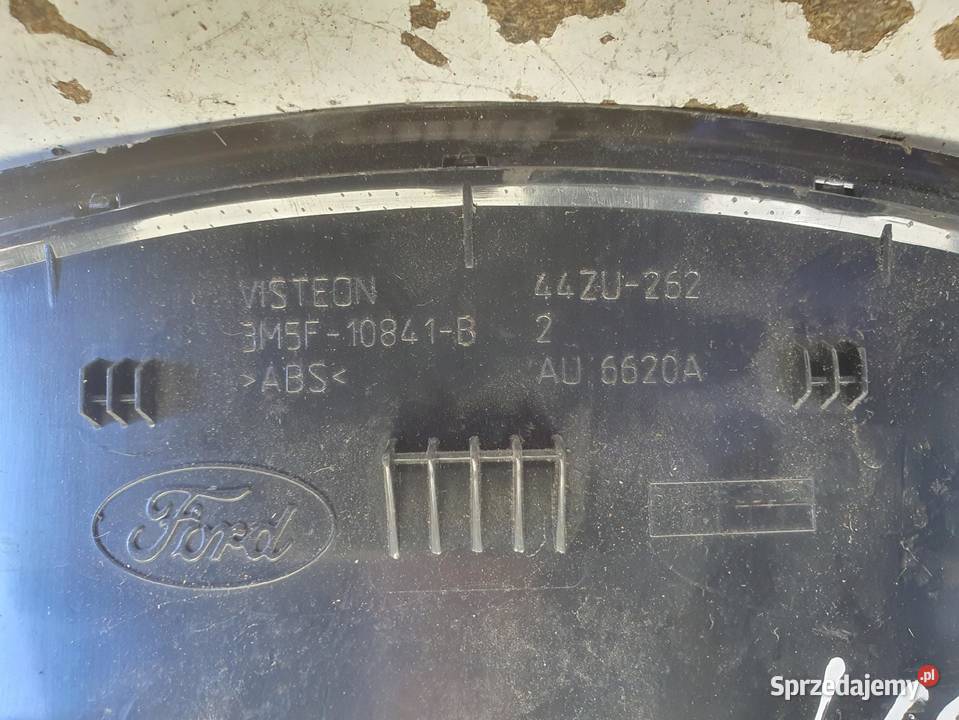 VISTEON
3M5F-10841-B
>ABS<
44ZU-262
2
AU 6620A
Ford
Sprzedajemy.pl